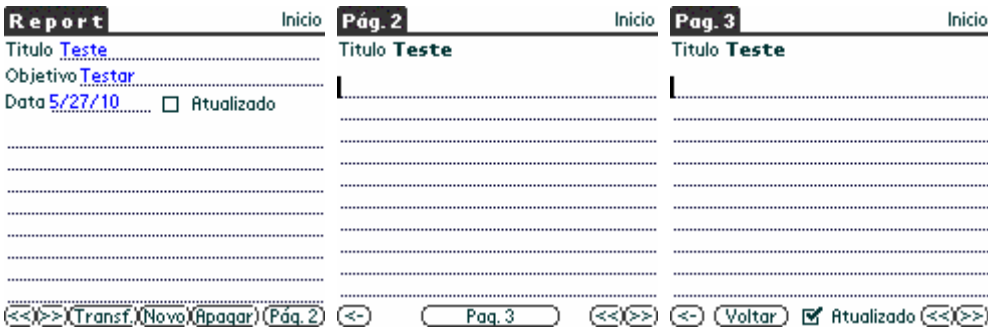 Report Inicio
Titulo Teste
Objetivo Testar
Data 5/27/10 Atualizado
<<) >> Transf. Novo Apagar Pág. 2
Pág. 2 Inicio
Titulo Teste
<- Pag. 3 << >>
Pag. 3 Inicio
Titulo Teste
<- Voltar Atualizado << >>